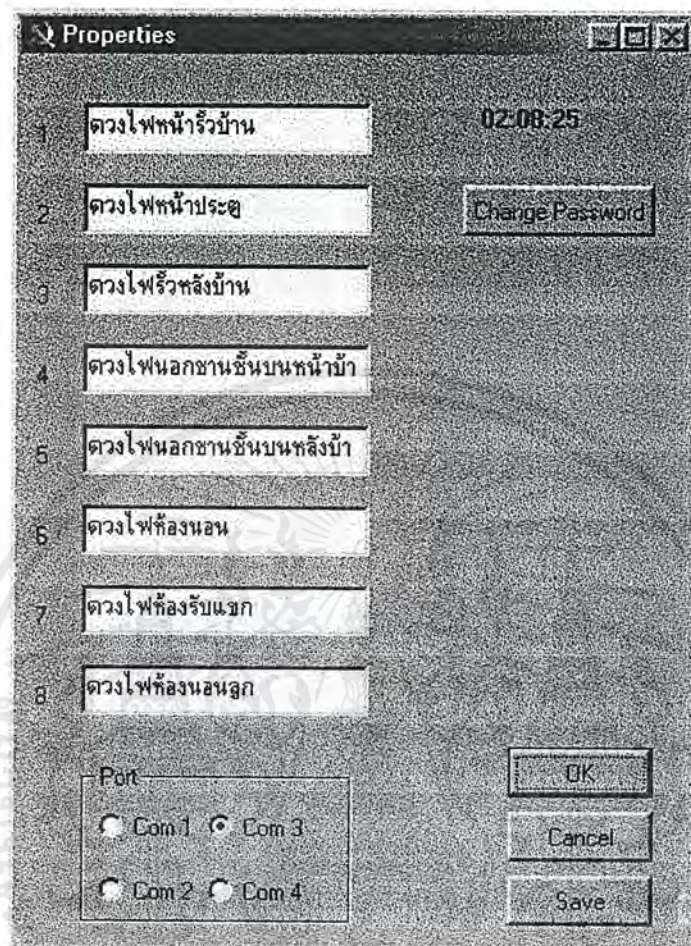 Properties
1 ดวงไฟหน้ารั้วบ้าน
02:08:25
2 ดวงไฟหน้าประตู
Change Password
3 ดวงไฟรั้วหลังบ้าน
4 ดวงไฟนอกชานชั้นบนหน้าบ้า
5 ดวงไฟนอกชานชั้นบนหลังบ้า
6 ดวงไฟห้องนอน
7 ดวงไฟห้องรับแขก
8 ดวงไฟห้องนอนลูก
Port
OK
Com 1 Com 3
Cancel
Com 2 Com 4
Save